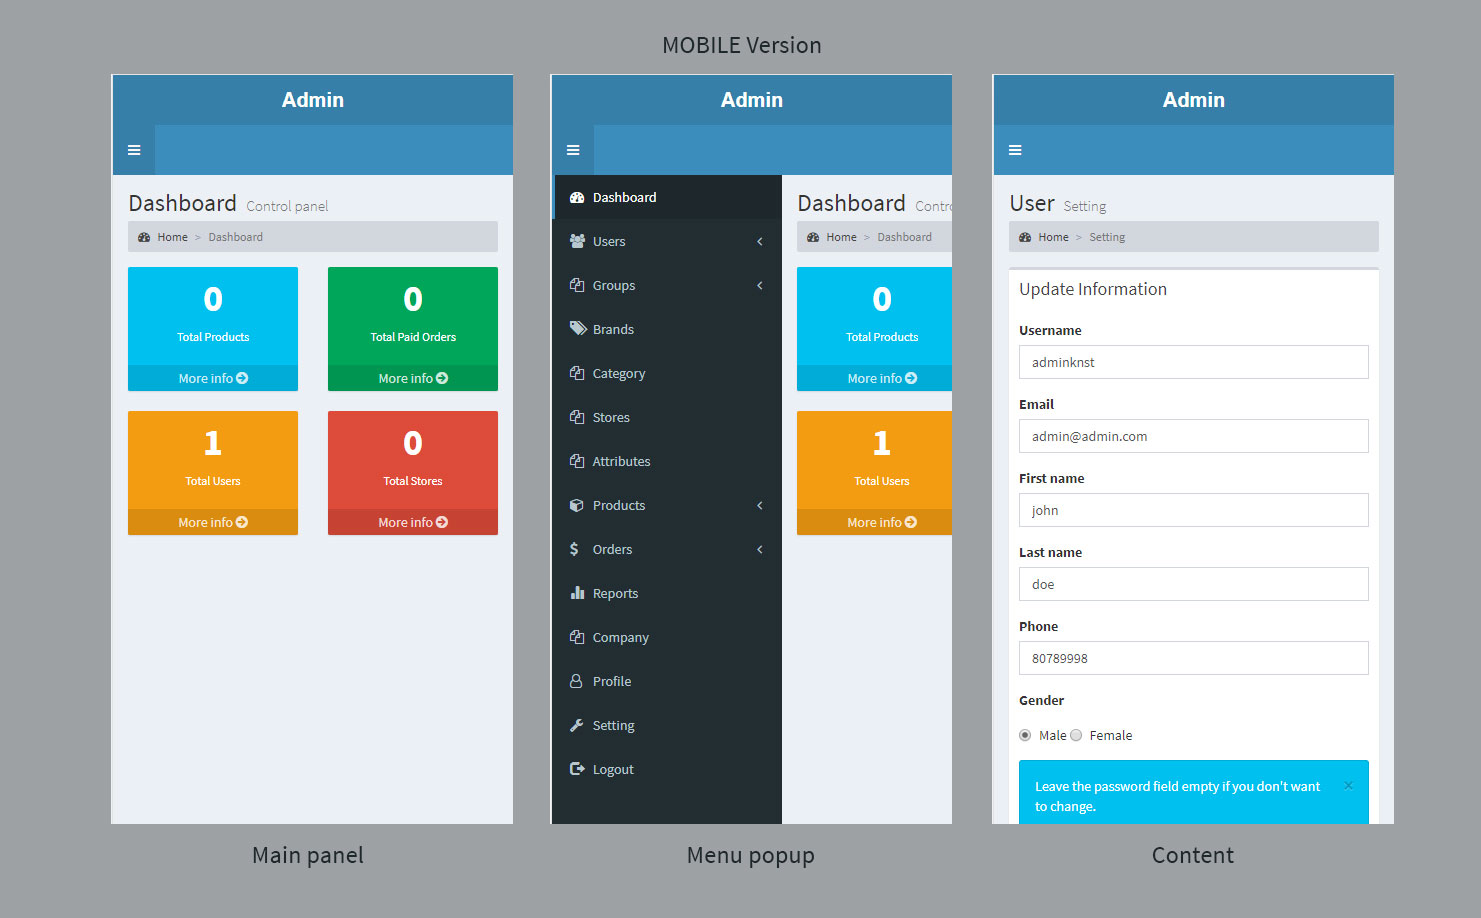 MOBILE Version
Admin
Dashboard Control panel
Home > Dashboard
0
Total Products
More info
0
Total Paid Orders
More info
1
Total Users
More info
0
Total Stores
More info
Main panel
Admin
Dashboard
Users
Groups
Brands
Category
Stores
Attributes
Products
Orders
Reports
Company
Profile
Setting
Logout
Dashboard Contro
Home > Dashboard
0
Total Products
More info
1
Total Users
More info
Menu popup
Admin
User Setting
Home > Setting
Update Information
Username
adminknst
Email
admin@admin.com
First name
john
Last name
doe
Phone
80789998
Gender
Male Female
Leave the password field empty if you don't want
to change.
×
Content